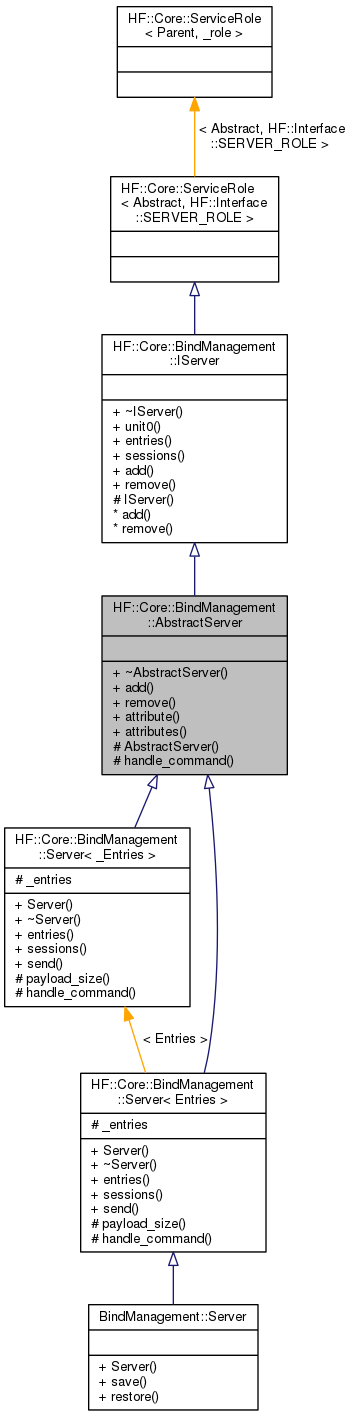 HF::Core::ServiceRole
< Parent, _role >
< Abstract, HF::Interface
::SERVER_ROLE >
HF::Core::ServiceRole
< Abstract, HF::Interface
::SERVER_ROLE >
HF::Core::BindManagement
::IServer
+ ~IServer()
+ unit0()
+ entries()
+ sessions()
+ add()
+ remove()
# IServer()
* add()
* remove()
HF::Core::BindManagement
::AbstractServer
+ ~AbstractServer()
+ add()
+ remove()
+ attribute()
+ attributes()
# AbstractServer()
# handle_command()
HF::Core::BindManagement
::Server< _Entries >
# _entries
+ Server()
+ ~Server()
+ entries()
+ sessions()
+ send()
# payload_size()
# handle_command()
< Entries >
HF::Core::BindManagement
::Server< Entries >
# _entries
+ Server()
+ ~Server()
+ entries()
+ sessions()
+ send()
# payload_size()
# handle_command()
BindManagement::Server
+ Server()
+ save()
+ restore()